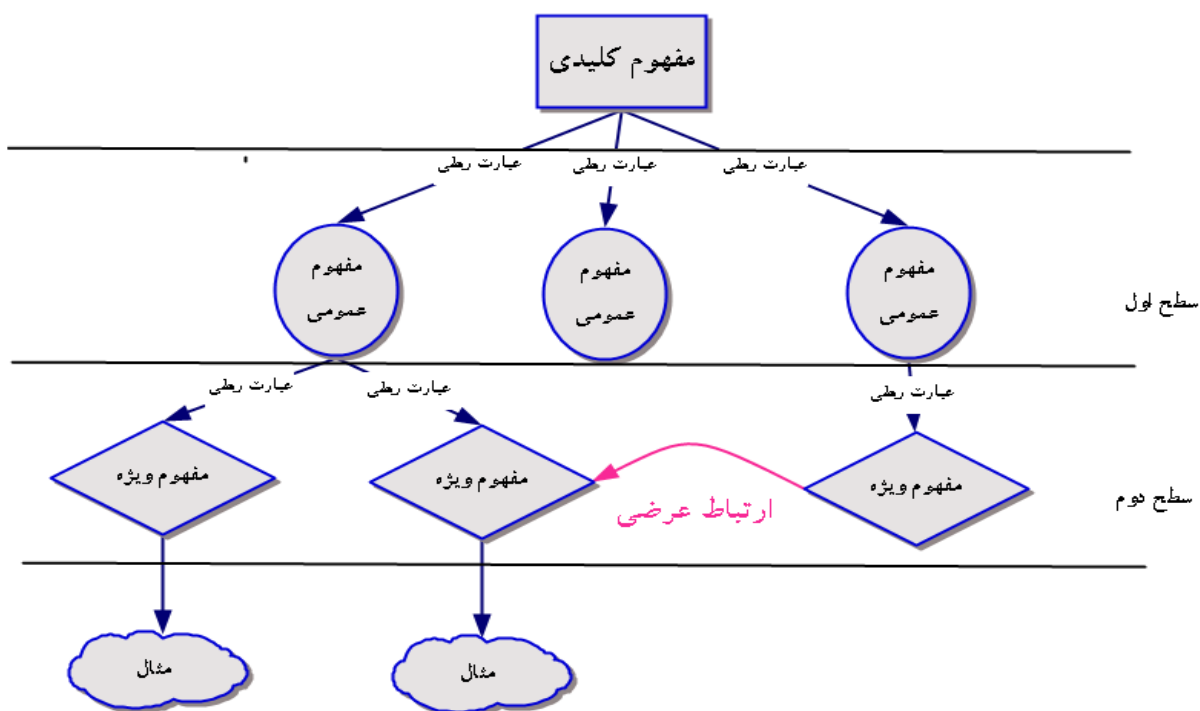 مفهوم کلیدی
عبارت ربطی
عبارت ربطی
عبارت ربطی
مفهوم
عمومی
مفهوم
عمومی
مفهوم
عمومی
سطح اول
عبارت ربطی
عبارت ربطی
عبارت ربطی
مفهوم ویژه
مفهوم ویژه
مفهوم ویژه
ارتباط عرضی
سطح دوم
مثال
مثال